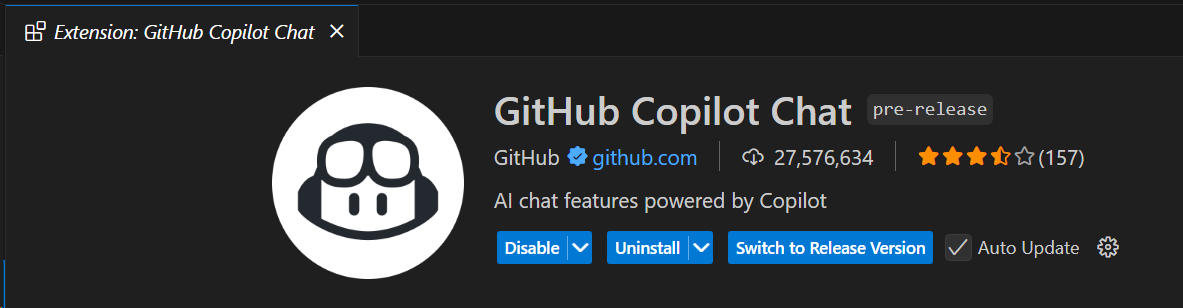 Extension: GitHub Copilot Chat
GitHub Copilot Chat pre-release
GitHub github.com 27,576,634 (157)
AI chat features powered by Copilot
Disable Uninstall Switch to Release Version Auto Update